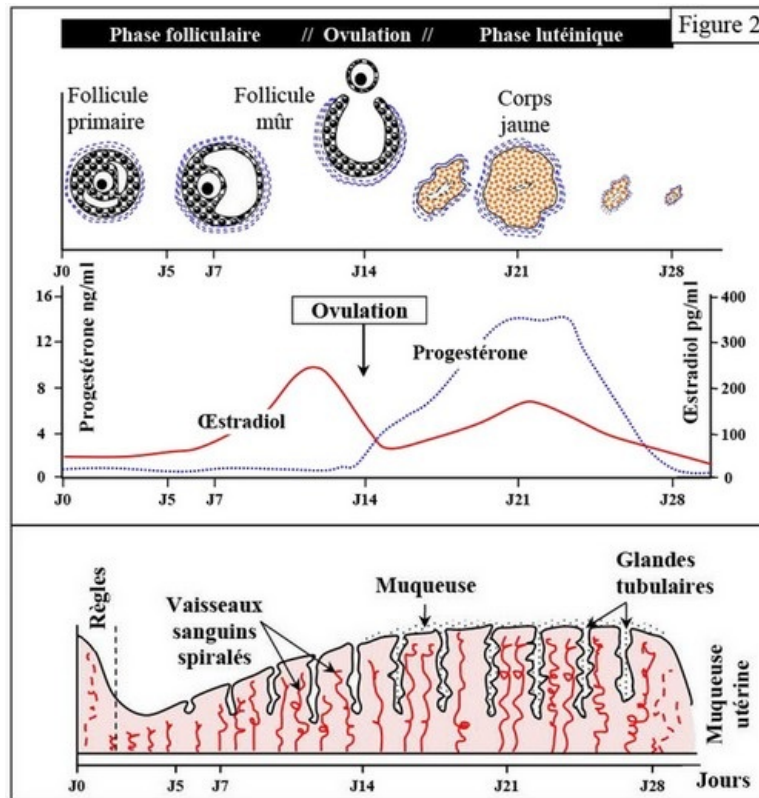 Figure 2
Phase folliculaire // Ovulation // Phase lutéinique
Follicule
primaire
Follicule
mûr
Corps
jaune
J0 J5 J7 J14 J21 J28
Progestérone ng/ml
16
12
8
4
0
Ovulation
Progestérone
Œstradiol
Œstradiol pg/ml
400
300
200
100
0
J0 J5 J7 J14 J21 J28
Règles
Vaisseaux
sanguins
spiralés
Muqueuse
Glandes
tubulaires
Muqueuse
utérine
J0 J5 J7 J14 J21 J28 Jours